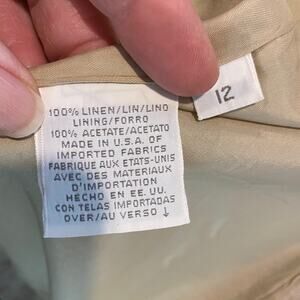 12
100% LINEN/LIN/LINO
LINING/FORRO
100% ACETATE/ACETATO
MADE IN U.S.A. OF
IMPORTED FABRICS
FABRIQUE AUX ETATS-UNIS
AVEC DES MATERIAUX
D'IMPORTATION
HECHO EN EE. UU.
CON TELAS IMPORTADAS
OVER/AU VERSO ↓